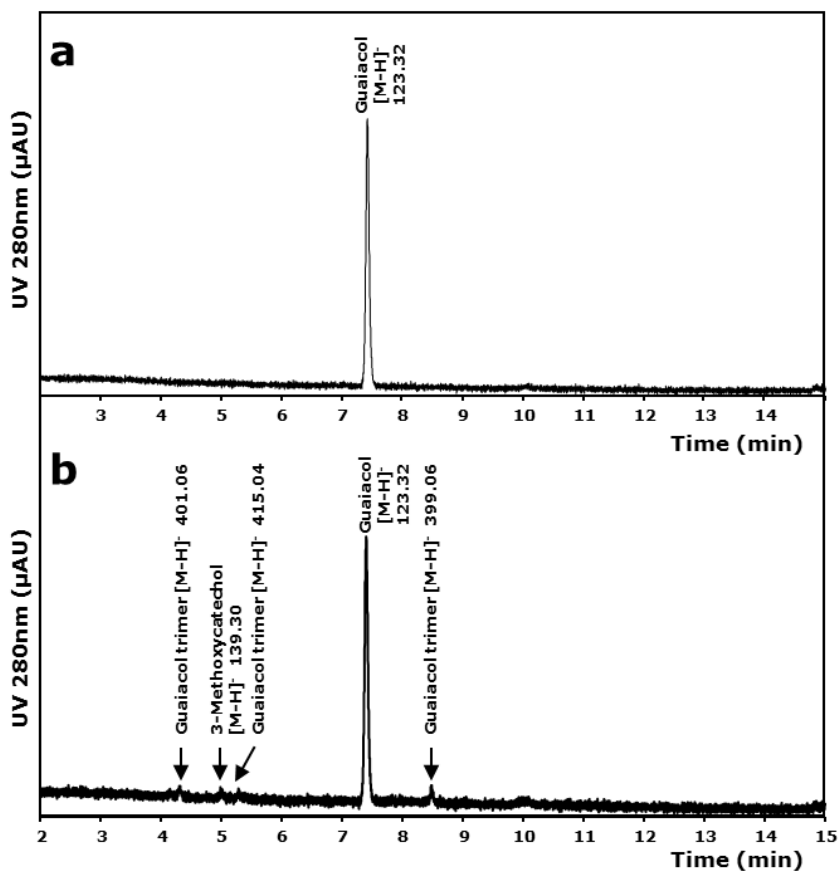 a
UV 280nm (µAU)
Guaiacol
[M-H]-
123.32
3 4 5 6 7 8 9 10 11 12 13 14
Time (min)
b
UV 280nm (µAU)
Guaiacol trimer [M-H]- 401.06
3-Methoxycatechol
[M-H]- 139.30
Guaiacol trimer [M-H]- 415.04
Guaiacol
[M-H]-
123.32
Guaiacol trimer [M-H]- 399.06
2 3 4 5 6 7 8 9 10 11 12 13 14 15
Time (min)